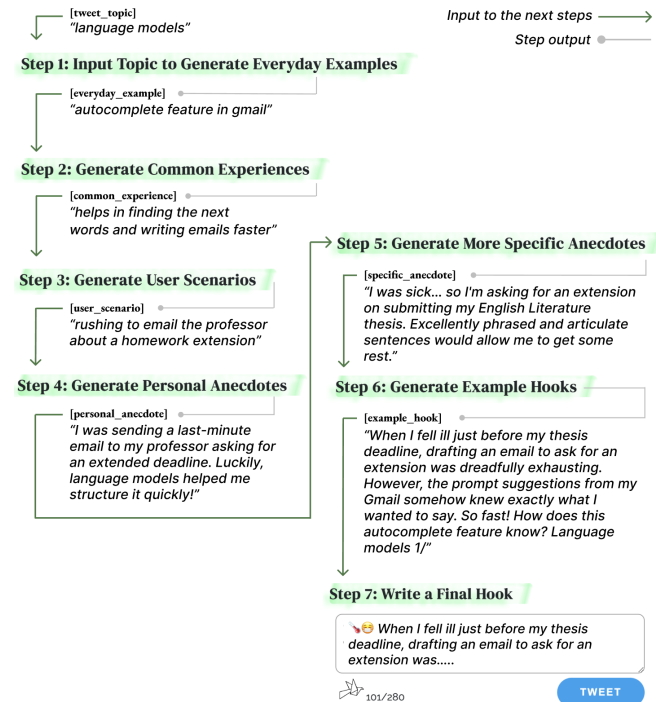 [tweet_topic]
“language models”
Input to the next steps
Step output
Step 1: Input Topic to Generate Everyday Examples
[everyday_example]
“autocomplete feature in gmail”
Step 2: Generate Common Experiences
[common_experience]
“helps in finding the next
words and writing emails faster”
Step 3: Generate User Scenarios
[user_scenario]
“rushing to email the professor
about a homework extension”
Step 4: Generate Personal Anecdotes
[personal_anecdote]
“I was sending a last-minute
email to my professor asking for
an extended deadline. Luckily,
language models helped me
structure it quickly!”
Step 5: Generate More Specific Anecdotes
[specific_anecdote]
“I was sick... so I'm asking for an extension
on submitting my English Literature
thesis. Excellently phrased and articulate
sentences would allow me to get some
rest.”
Step 6: Generate Example Hooks
[example_hook]
“When I fell ill just before my thesis
deadline, drafting an email to ask for an
extension was dreadfully exhausting.
However, the prompt suggestions from my
Gmail somehow knew exactly what I
wanted to say. So fast! How does this
autocomplete feature know? Language
models 1/”
Step 7: Write a Final Hook
When I fell ill just before my thesis
deadline, drafting an email to ask for an
extension was.....
101/280
TWEET